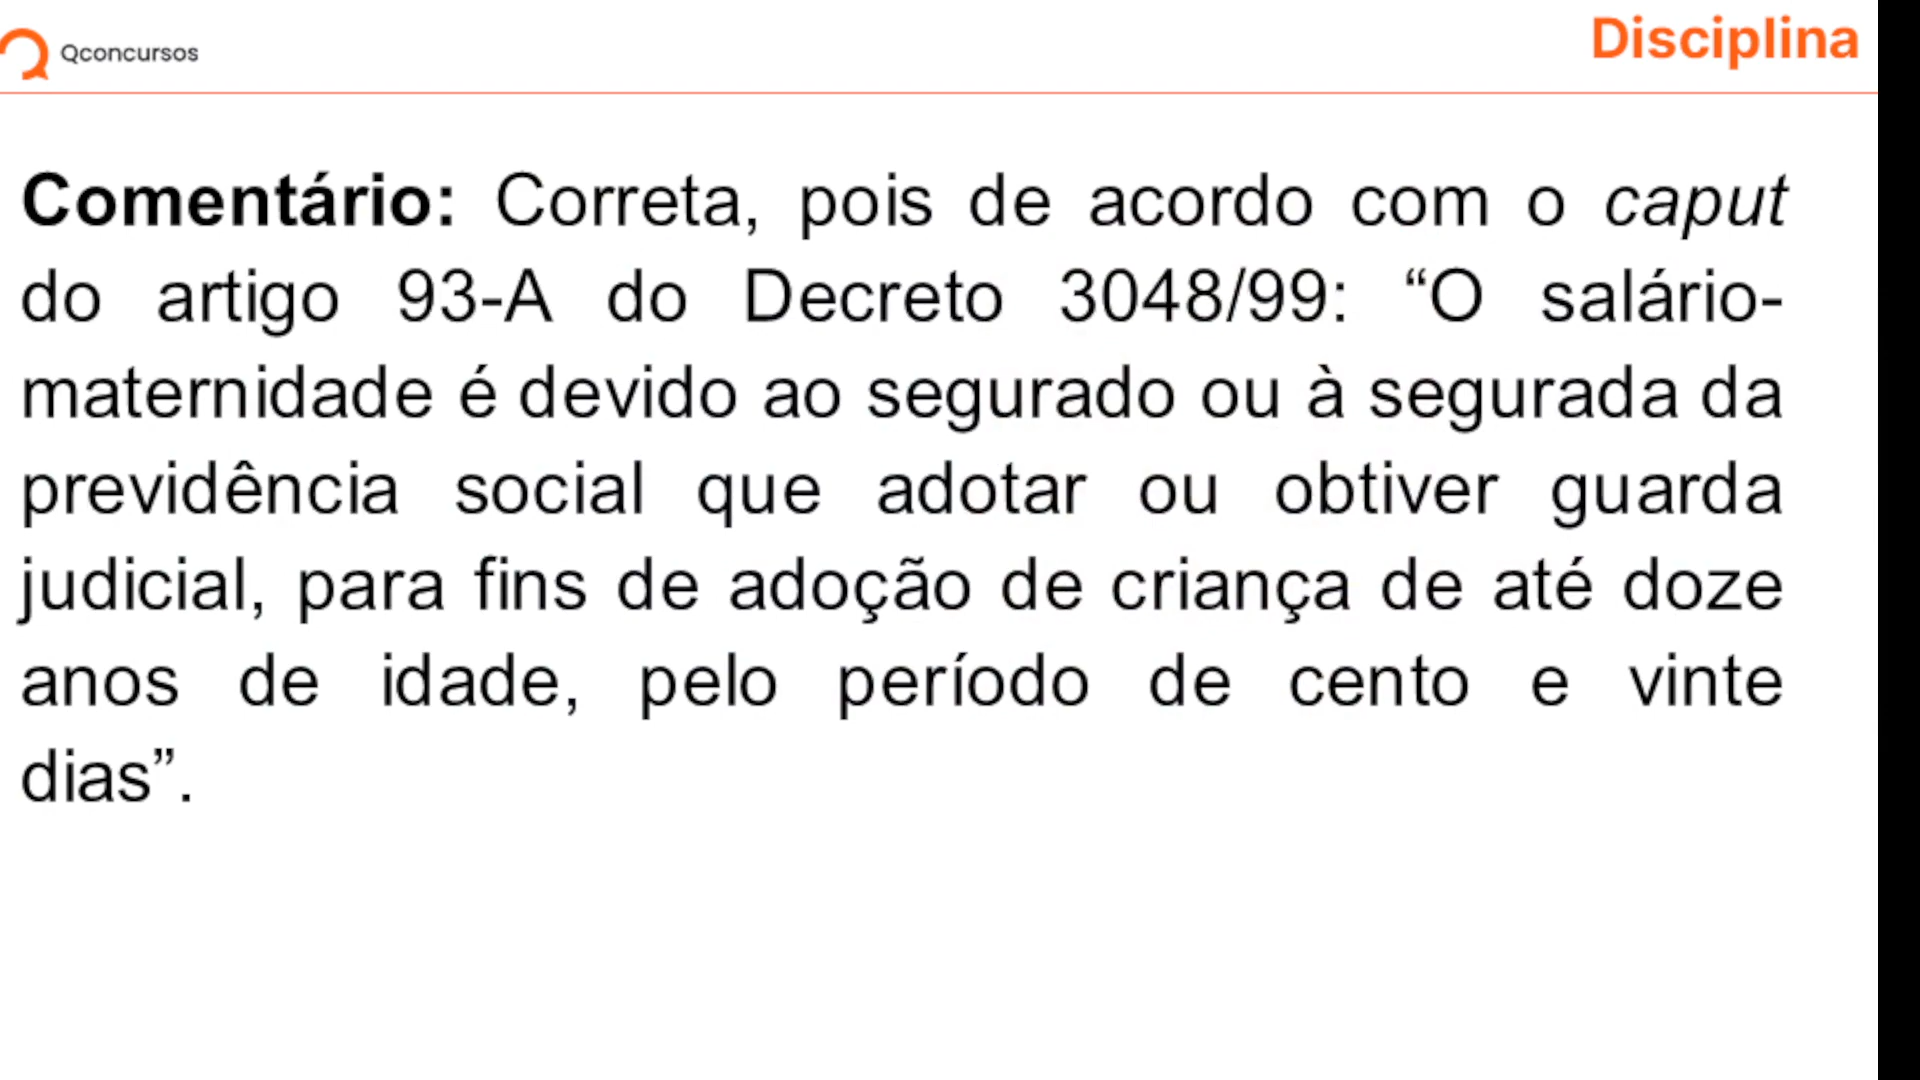 Qconcursos
Disciplina
Comentário: Correta, pois de acordo com o caput
do artigo 93-A do Decreto 3048/99: “O salário-
maternidade é devido ao segurado ou à segurada da
previdência social que adotar ou obtiver guarda
judicial, para fins de adoção de criança de até doze
anos de idade, pelo período de cento e vinte
dias”.